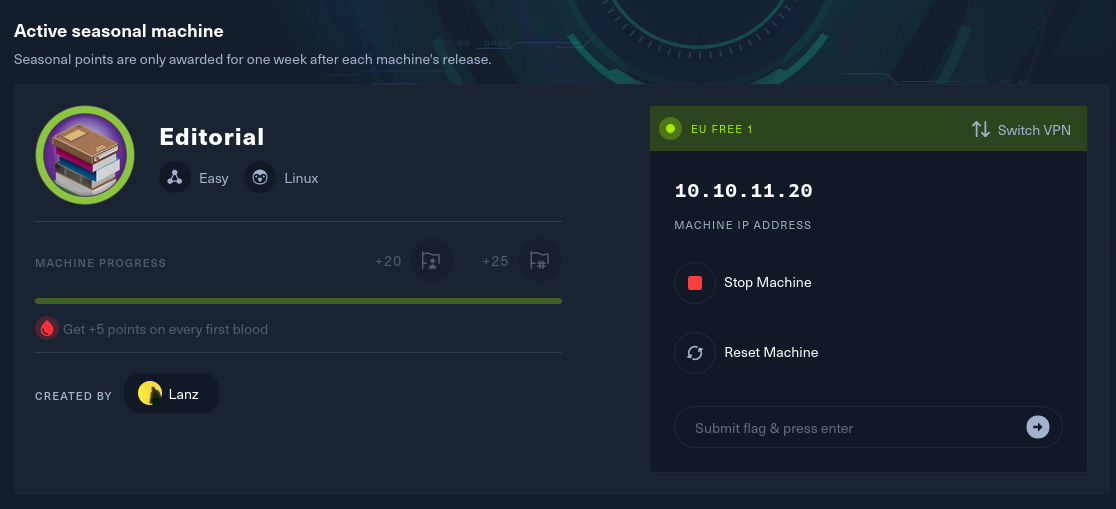 Active seasonal machine
Seasonal points are only awarded for one week after each machine's release.
Editorial
Easy Linux
MACHINE PROGRESS +20 +25
Get +5 points on every first blood
CREATED BY Lanz
EU FREE 1 Switch VPN
10.10.11.20
MACHINE IP ADDRESS
Stop Machine
Reset Machine
Submit flag & press enter